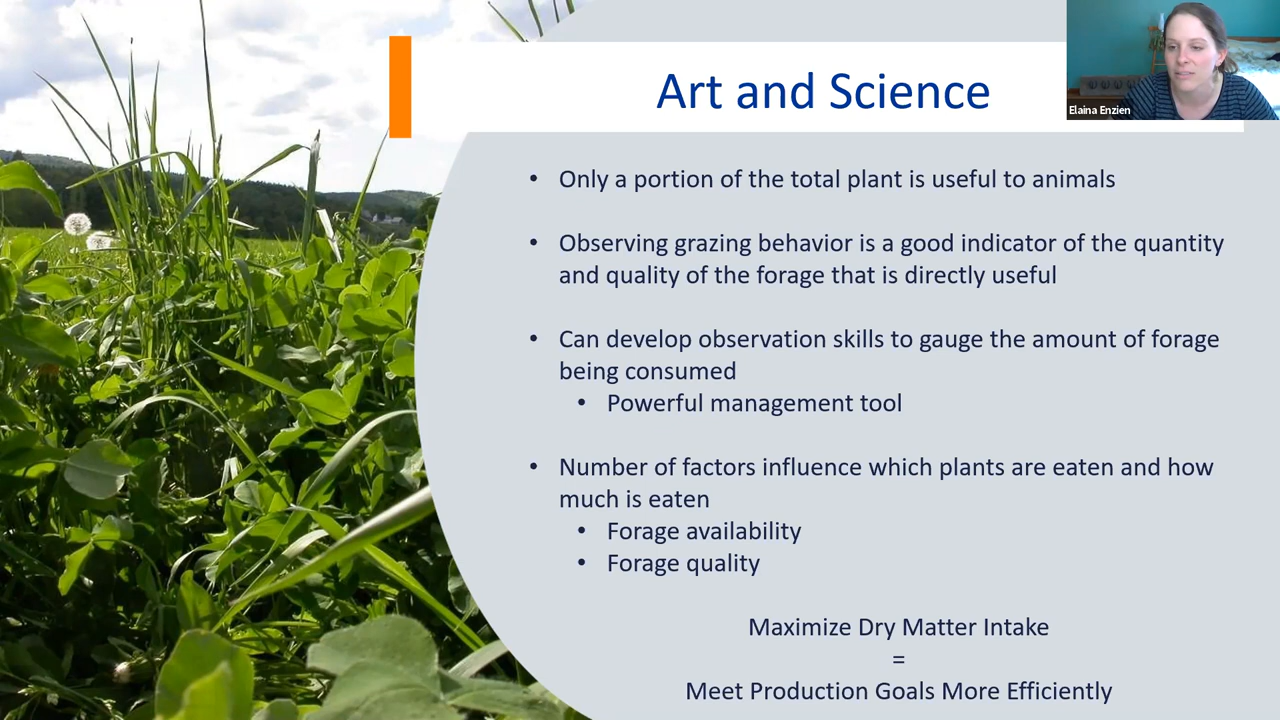 Art and Science
Elaina Enzien
• Only a portion of the total plant is useful to animals
• Observing grazing behavior is a good indicator of the quantity
and quality of the forage that is directly useful
• Can develop observation skills to gauge the amount of forage
being consumed
• Powerful management tool
• Number of factors influence which plants are eaten and how
much is eaten
• Forage availability
• Forage quality
Maximize Dry Matter Intake
=
Meet Production Goals More Efficiently